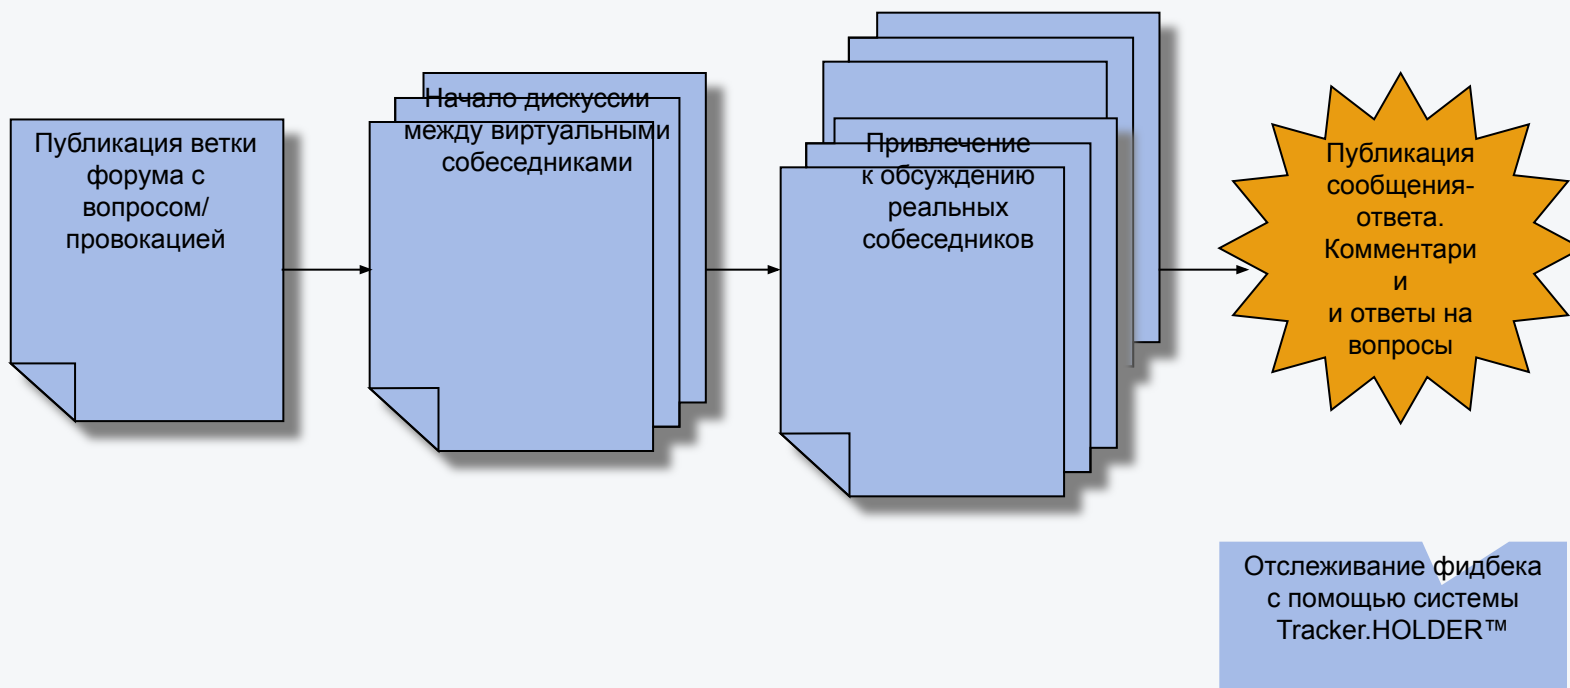 Публикация ветки
форума с
вопросом/
провокацией
Начало дискуссии
между виртуальными
собеседниками
Привлечение
к обсуждению
реальных
собеседников
Публикация
сообщения-
ответа.
Комментари
и
и ответы на
вопросы
Отслеживание фидбека
с помощью системы
Tracker.HOLDER™